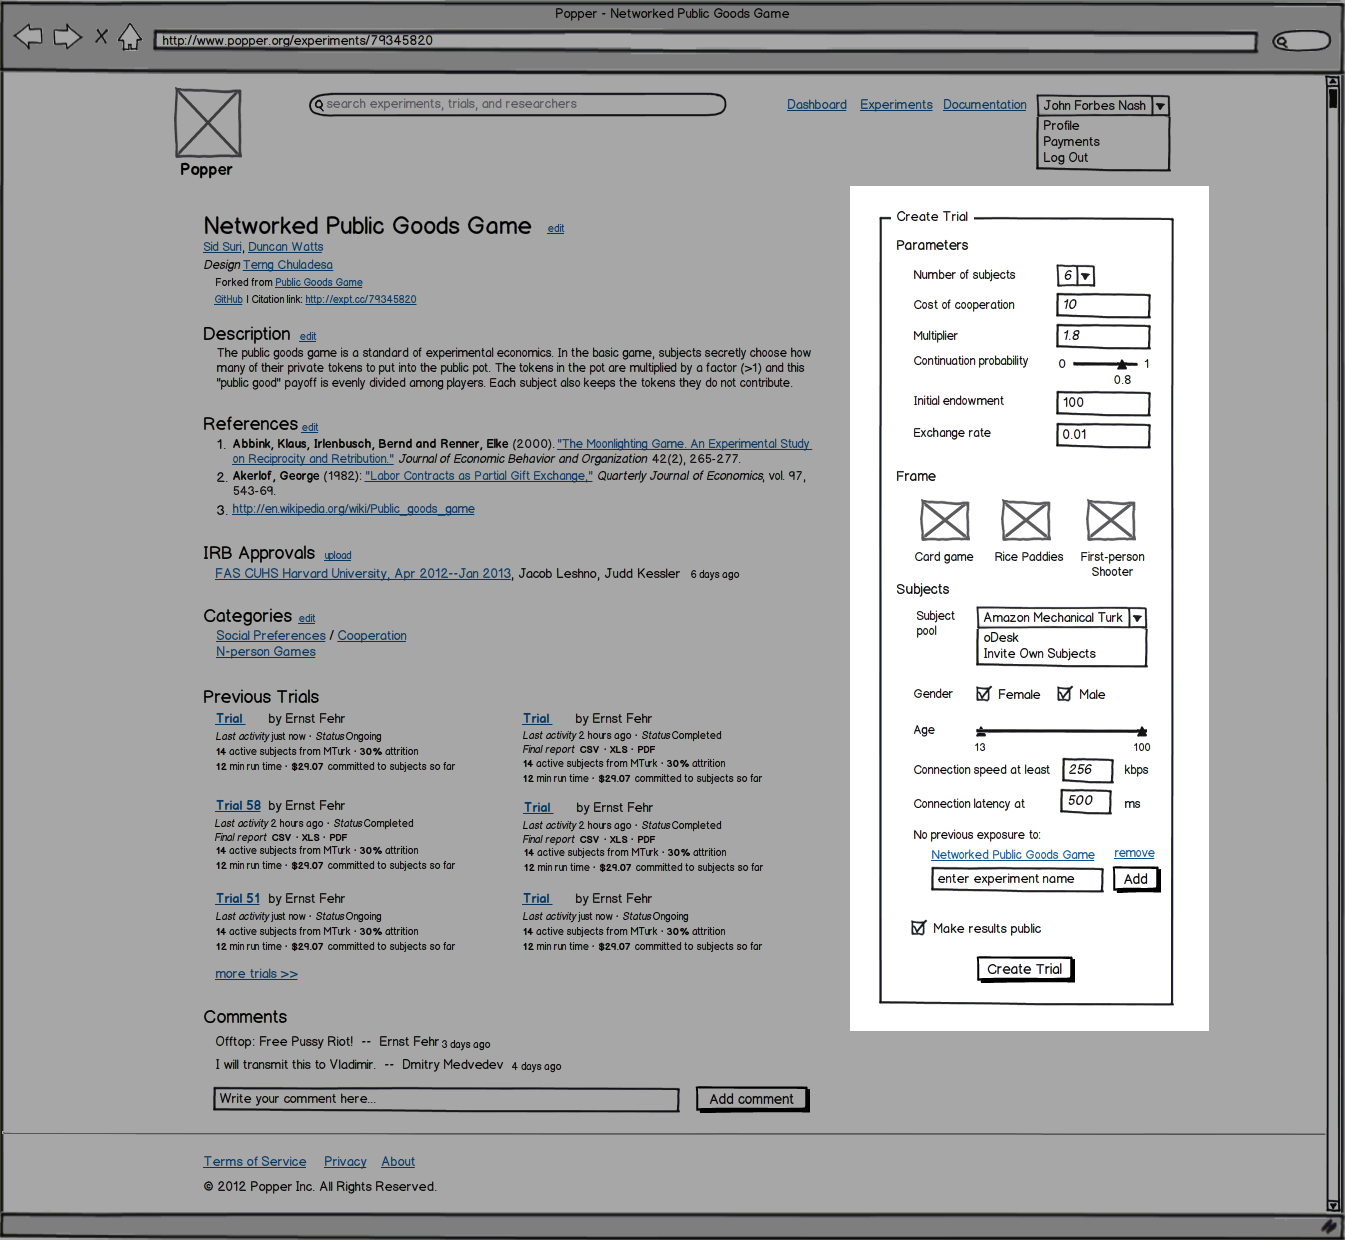 Popper - Networked Public Goods Game
http://www.popper.org/experiments/79345820
search experiments, trials, and researchers
Dashboard Experiments Documentation John Forbes Nash
Profile
Payments
Log Out
Popper
Networked Public Goods Game edit
Sid Suri, Duncan Watts
Design Terng Chuladesa
Forked from Public Goods Game
GitHub | Citation link: http://expt.cc/79345820
Description edit
The public goods game is a standard of experimental economics. In the basic game, subjects secretly choose how
many of their private tokens to put into the public pot. The tokens in the pot are multiplied by a factor (>1) and this
"public good" payoff is evenly divided among players. Each subject also keeps the tokens they do not contribute.
References edit
1. Abbink, Klaus, Irlenbusch, Bernd and Renner, Elke (2000). "The Moonlighting Game. An Experimental Study
on Reciprocity and Retribution." Journal of Economic Behavior and Organization 42(2), 265-277.
2. Akerlof, George (1982): "Labor Contracts as Partial Gift Exchange," Quarterly Journal of Economics, vol. 97,
543-69.
3. http://en.wikipedia.org/wiki/Public_goods_game
IRB Approvals upload
FAS CUHS Harvard University, Apr 2012--Jan 2013, Jacob Leshno, Judd Kessler 6 days ago
Categories edit
Social Preferences / Cooperation
N-person Games
Previous Trials
Trial by Ernst Fehr
Last activity just now · Status Ongoing
14 active subjects from MTurk · 30% attrition
12 min run time · $29.07 committed to subjects so far
Trial by Ernst Fehr
Last activity 2 hours ago · Status Completed
Final report CSV · XLS · PDF
14 active subjects from MTurk · 30% attrition
12 min run time · $29.07 committed to subjects so far
Trial 58 by Ernst Fehr
Last activity 2 hours ago · Status Completed
Final report CSV · XLS · PDF
14 active subjects from MTurk · 30% attrition
12 min run time · $29.07 committed to subjects so far
Trial by Ernst Fehr
Last activity 2 hours ago · Status Completed
Final report CSV · XLS · PDF
14 active subjects from MTurk · 30% attrition
12 min run time · $29.07 committed to subjects so far
Trial 51 by Ernst Fehr
Last activity just now · Status Ongoing
14 active subjects from MTurk · 30% attrition
12 min run time · $29.07 committed to subjects so far
Trial by Ernst Fehr
Last activity just now · Status Ongoing
14 active subjects from MTurk · 30% attrition
12 min run time · $29.07 committed to subjects so far
more trials >>
Comments
Offtop: Free Pussy Riot! -- Ernst Fehr 3 days ago
I will transmit this to Vladimir. -- Dmitry Medvedev 4 days ago
Write your comment here...
Add comment
Create Trial
Parameters
Number of subjects 6
Cost of cooperation 10
Multiplier 1.8
Continuation probability 0 1
0.8
Initial endowment 100
Exchange rate 0.01
Frame
Card game
Rice Paddies
First-person
Shooter
Subjects
Subject
pool
Amazon Mechanical Turk
oDesk
Invite Own Subjects
Gender Female Male
Age
13 100
Connection speed at least 256 kbps
Connection latency at 500 ms
No previous exposure to:
Networked Public Goods Game remove
enter experiment name Add
Make results public
Create Trial
Terms of Service Privacy About
© 2012 Popper Inc. All Rights Reserved.